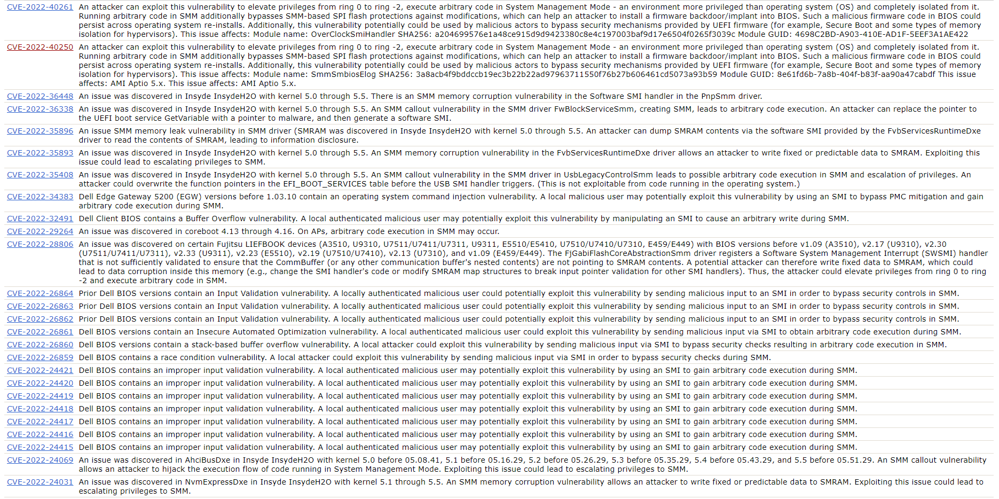 CVE-2022-40261 An attacker can exploit this vulnerability to elevate privileges from ring 0 to ring -2, execute arbitrary code in System Management Mode - an environment more privileged than operating system (OS) and completely isolated from it.
Running arbitrary code in SMM additionally bypasses SMM-based SPI flash protections against modifications, which can help an attacker to install a firmware backdoor/implant into BIOS. Such a malicious firmware code in BIOS could
persist across operating system re-installs. Additionally, this vulnerability potentially could be used by malicious actors to bypass security mechanisms provided by UEFI firmware (for example, Secure Boot and some types of memory
isolation for hypervisors). This issue affects: Module name: OverClockSmiHandler SHA256: a204699576e1a48ce915d9d9423380c8e4c197003baf9d17e6504f0265f3039c Module GUID: 4698C2BD-A903-410E-AD1F-5EEF3A1AE422
CVE-2022-40250 An attacker can exploit this vulnerability to elevate privileges from ring 0 to ring -2, execute arbitrary code in System Management Mode - an environment more privileged than operating system (OS) and completely isolated from it.
Running arbitrary code in SMM additionally bypasses SMM-based SPI flash protections against modifications, which can help an attacker to install a firmware backdoor/implant into BIOS. Such a malicious firmware code in BIOS could
persist across operating system re-installs. Additionally, this vulnerability potentially could be used by malicious actors to bypass security mechanisms provided by UEFI firmware (for example, Secure Boot and some types of memory
isolation for hypervisors). This issue affects: Module name: SmmSmbiosElog SHA256: 3a8acb4f9bddccb19ec3b22b22ad97963711550f76b27b606461cd5073a93b59 Module GUID: 8e61fd6b-7a8b-404f-b83f-aa90a47cabdf This issue
affects: AMI Aptio 5.x. This issue affects: AMI Aptio 5.x.
CVE-2022-36448 An issue was discovered in Insyde InsydeH2O with kernel 5.0 through 5.5. There is an SMM memory corruption vulnerability in the Software SMI handler in the PnpSmm driver.
CVE-2022-36338 An issue was discovered in Insyde InsydeH2O with kernel 5.0 through 5.5. An SMM callout vulnerability in the SMM driver FwBlockServiceSmm, creating SMM, leads to arbitrary code execution. An attacker can replace the pointer to
the UEFI boot service GetVariable with a pointer to malware, and then generate a software SMI.
CVE-2022-35896 An issue SMM memory leak vulnerability in SMM driver (SMRAM was discovered in Insyde InsydeH2O with kernel 5.0 through 5.5. An attacker can dump SMRAM contents via the software SMI provided by the FvbServicesRuntimeDxe
driver to read the contents of SMRAM, leading to information disclosure.
CVE-2022-35893 An issue was discovered in Insyde InsydeH2O with kernel 5.0 through 5.5. An SMM memory corruption vulnerability in the FvbServicesRuntimeDxe driver allows an attacker to write fixed or predictable data to SMRAM. Exploiting this
issue could lead to escalating privileges to SMM.
CVE-2022-35408 An issue was discovered in Insyde InsydeH2O with kernel 5.0 through 5.5. An SMM callout vulnerability in the SMM driver in UsbLegacyControlSmm leads to possible arbitrary code execution in SMM and escalation of privileges. An
attacker could overwrite the function pointers in the EFI_BOOT_SERVICES table before the USB SMI handler triggers. (This is not exploitable from code running in the operating system.)
CVE-2022-34383 Dell Edge Gateway 5200 (EGW) versions before 1.03.10 contain an operating system command injection vulnerability. A local malicious user may potentially exploit this vulnerability by using an SMI to bypass PMC mitigation and gain
arbitrary code execution during SMM.
CVE-2022-32491 Dell Client BIOS contains a Buffer Overflow vulnerability. A local authenticated malicious user may potentially exploit this vulnerability by manipulating an SMI to cause an arbitrary write during SMM.
CVE-2022-29264 An issue was discovered in coreboot 4.13 through 4.16. On APs, arbitrary code execution in SMM may occur.
CVE-2022-28806 An issue was discovered on certain Fujitsu LIEFBOOK devices (A3510, U9310, U7511/U7411/U7311, U9311, E5510/E5410, U7510/U7410/U7310, E459/E449) with BIOS versions before v1.09 (A3510), v2.17 (U9310), v2.30
(U7511/U7411/U7311), v2.33 (U9311), v2.23 (E5510), v2.19 (U7510/U7410), v2.13 (U7310), and v1.09 (E459/E449). The FjGabiFlashCoreAbstractionSmm driver registers a Software System Management Interrupt (SWSMI) handler
that is not sufficiently validated to ensure that the CommBuffer (or any other communication buffer's nested contents) are not pointing to SMRAM contents. A potential attacker can therefore write fixed data to SMRAM, which could
lead to data corruption inside this memory (e.g., change the SMI handler's code or modify SMRAM map structures to break input pointer validation for other SMI handlers). Thus, the attacker could elevate privileges from ring 0 to ring
-2 and execute arbitrary code in SMM.
CVE-2022-26864 Prior Dell BIOS versions contain an Input Validation vulnerability. A locally authenticated malicious user could potentially exploit this vulnerability by sending malicious input to an SMI in order to bypass security controls in SMM.
CVE-2022-26863 Prior Dell BIOS versions contain an Input Validation vulnerability. A locally authenticated malicious user could potentially exploit this vulnerability by sending malicious input to an SMI in order to bypass security controls in SMM.
CVE-2022-26862 Prior Dell BIOS versions contain an Input Validation vulnerability. A locally authenticated malicious user could potentially exploit this vulnerability by sending malicious input to an SMI in order to bypass security controls in SMM.
CVE-2022-26861 Dell BIOS versions contain an Insecure Automated Optimization vulnerability. A local authenticated malicious user could exploit this vulnerability by sending malicious input via SMI to obtain arbitrary code execution during SMM.
CVE-2022-26860 Dell BIOS versions contain a stack-based buffer overflow vulnerability. A local attacker could exploit this vulnerability by sending malicious input via SMI to bypass security checks resulting in arbitrary code execution in SMM.
CVE-2022-26859 Dell BIOS contains a race condition vulnerability. A local attacker could exploit this vulnerability by sending malicious input via SMI in order to bypass security checks during SMM.
CVE-2022-24421 Dell BIOS contains an improper input validation vulnerability. A local authenticated malicious user may potentially exploit this vulnerability by using an SMI to gain arbitrary code execution during SMM.
CVE-2022-24420 Dell BIOS contains an improper input validation vulnerability. A local authenticated malicious user may potentially exploit this vulnerability by using an SMI to gain arbitrary code execution during SMM.
CVE-2022-24419 Dell BIOS contains an improper input validation vulnerability. A local authenticated malicious user may potentially exploit this vulnerability by using an SMI to gain arbitrary code execution during SMM.
CVE-2022-24418 Dell BIOS contains an improper input validation vulnerability. A local authenticated malicious user may potentially exploit this vulnerability by using an SMI to gain arbitrary code execution during SMM.
CVE-2022-24417 Dell BIOS contains an improper input validation vulnerability. A local authenticated malicious user may potentially exploit this vulnerability by using an SMI to gain arbitrary code execution during SMM.
CVE-2022-24416 Dell BIOS contains an improper input validation vulnerability. A local authenticated malicious user may potentially exploit this vulnerability by using an SMI to gain arbitrary code execution during SMM.
CVE-2022-24415 Dell BIOS contains an improper input validation vulnerability. A local authenticated malicious user may potentially exploit this vulnerability by using an SMI to gain arbitrary code execution during SMM.
CVE-2022-24069 An issue was discovered in AhciBusDxe in Insyde InsydeH2O with kernel 5.0 before 05.08.41, 5.1 before 05.16.29, 5.2 before 05.26.29, 5.3 before 05.35.29, 5.4 before 05.43.29, and 5.5 before 05.51.29. An SMM callout vulnerability
allows an attacker to hijack the execution flow of code running in System Management Mode. Exploiting this issue could lead to escalating privileges to SMM.
CVE-2022-24031 An issue was discovered in NvmExpressDxe in Insyde InsydeH2O with kernel 5.1 through 5.5. An SMM memory corruption vulnerability allows an attacker to write fixed or predictable data to SMRAM. Exploiting this issue could lead to
escalating privileges to SMM.